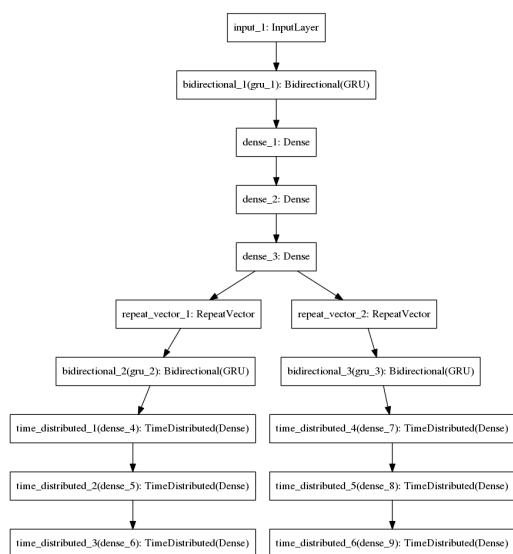 input_1: InputLayer
bidirectional_1(gru_1): Bidirectional(GRU)
dense_1: Dense
dense_2: Dense
dense_3: Dense
repeat_vector_1: RepeatVector
repeat_vector_2: RepeatVector
bidirectional_2(gru_2): Bidirectional(GRU)
bidirectional_3(gru_3): Bidirectional(GRU)
time_distributed_1(dense_4): TimeDistributed(Dense)
time_distributed_4(dense_7): TimeDistributed(Dense)
time_distributed_2(dense_5): TimeDistributed(Dense)
time_distributed_5(dense_8): TimeDistributed(Dense)
time_distributed_3(dense_6): TimeDistributed(Dense)
time_distributed_6(dense_9): TimeDistributed(Dense)